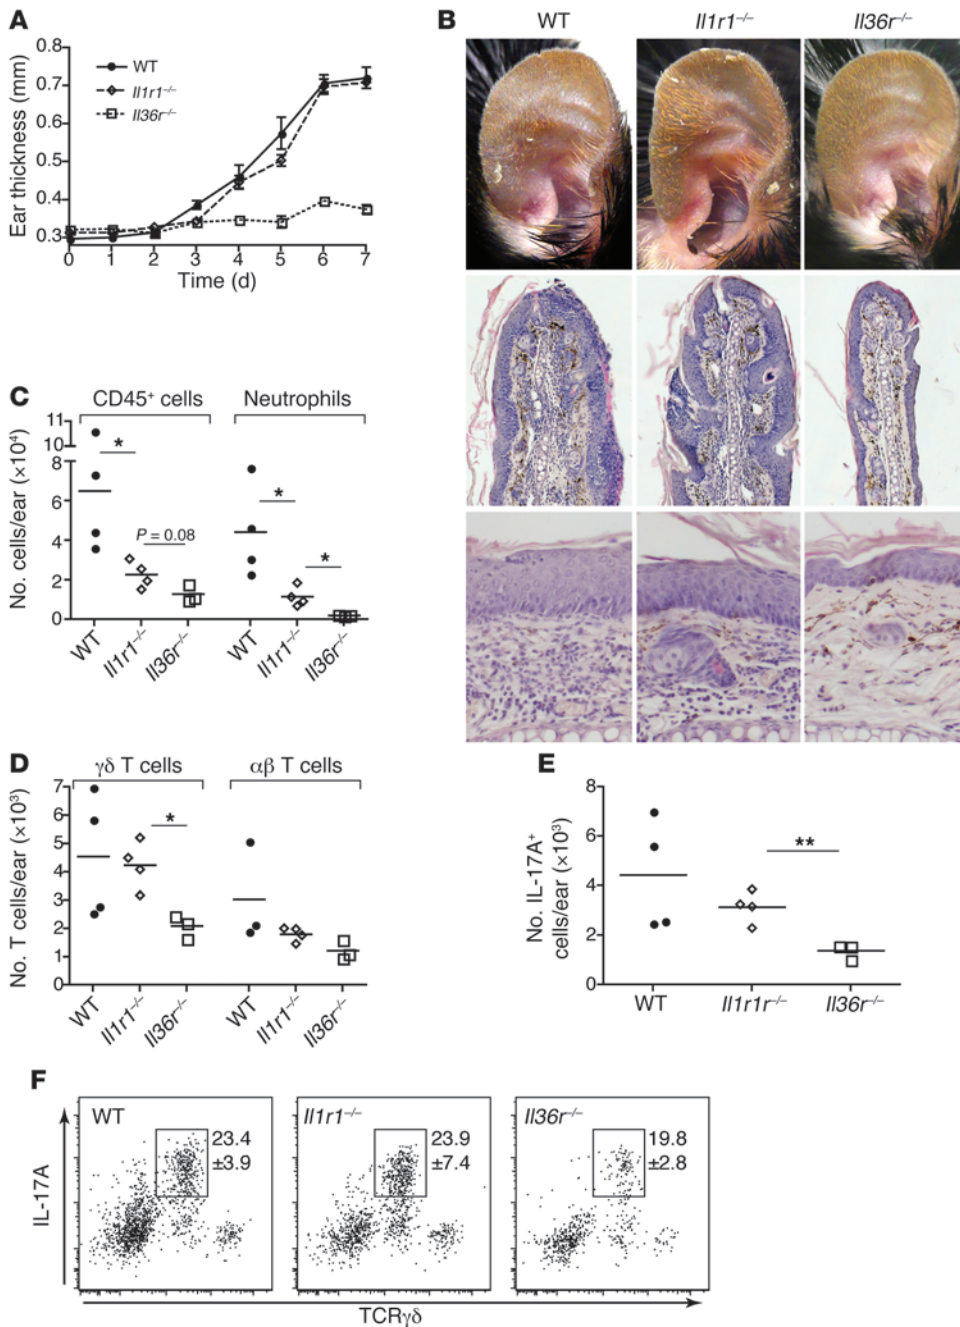 A
Ear thickness (mm)
0.8
0.7
0.6
0.5
0.4
0.3
WT
Il1r1⁻/⁻
Il36r⁻/⁻
0 1 2 3 4 5 6 7
Time (d)
B
WT Il1r1⁻/⁻ Il36r⁻/⁻
C
CD45⁺ cells Neutrophils
No. cells/ear (×10⁴)
11
10
8
6
4
2
0
*
P = 0.08
*
*
WT Il1r1⁻/⁻ Il36r⁻/⁻ WT Il1r1⁻/⁻ Il36r⁻/⁻
D
γδ T cells αβ T cells
No. T cells/ear (×10³)
7
6
5
4
3
2
1
0
*
WT Il1r1⁻/⁻ Il36r⁻/⁻ WT Il1r1⁻/⁻ Il36r⁻/⁻
E
No. IL-17A⁺
cells/ear (×10³)
8
6
4
2
0
**
WT Il1r1r⁻/⁻ Il36r⁻/⁻
F
IL-17A
WT
23.4
±3.9
Il1r1⁻/⁻
23.9
±7.4
Il36r⁻/⁻
19.8
±2.8
TCRγδ